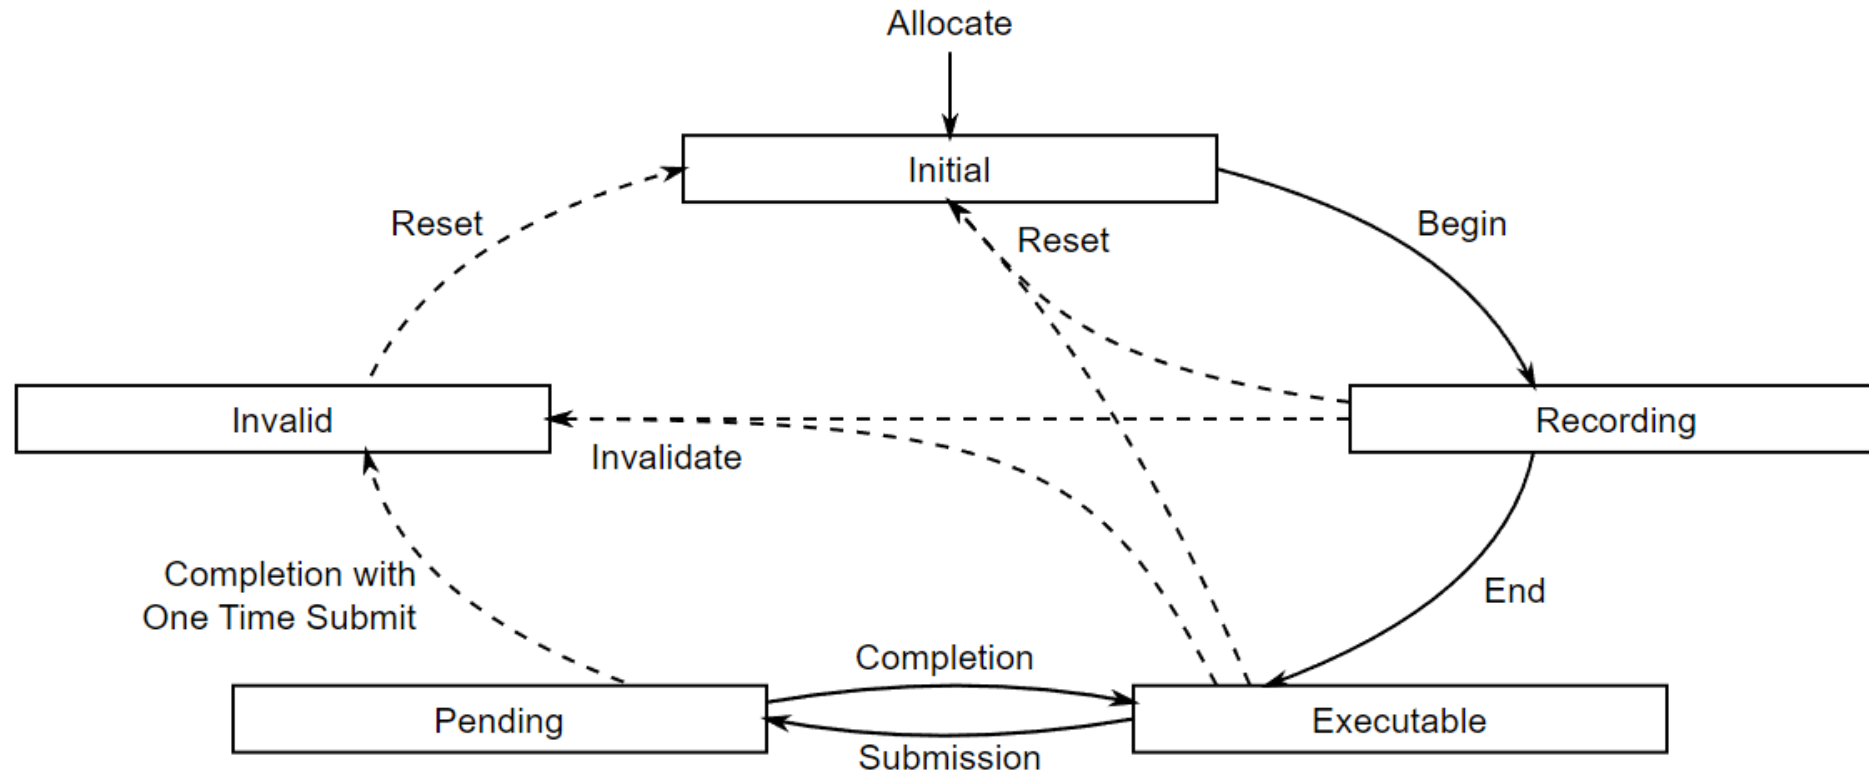 Allocate
Initial
Reset
Reset
Begin
Invalid
Recording
Invalidate
Completion with
One Time Submit
End
Completion
Pending
Executable
Submission